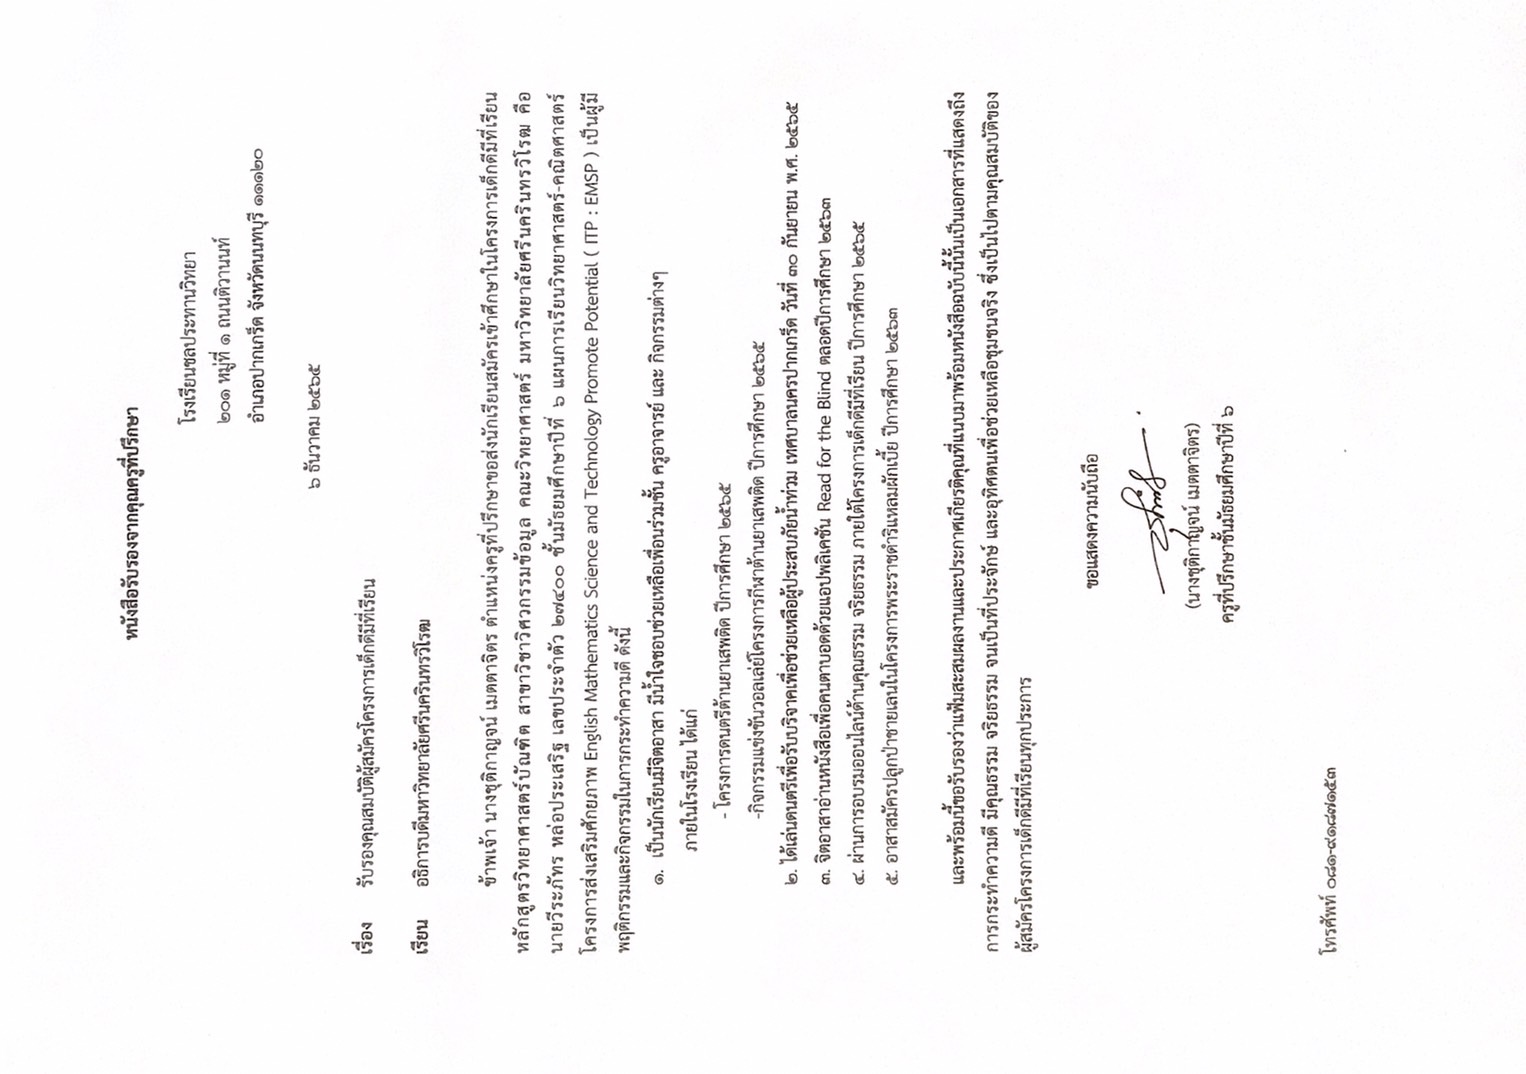 หนังสือรับรองจากคุณครูที่ปรึกษา
โรงเรียนชลประทานวิทยา
๒๐๑ หมู่ที่ ๑ ถนนติวานนท์
อำเภอปากเกร็ด จังหวัดนนทบุรี ๑๑๑๒๐
๖ ธันวาคม ๒๕๖๕
เรื่อง รับรองคุณสมบัติผู้สมัครโครงการเด็กดีมีที่เรียน
เรียน อธิการบดีมหาวิทยาลัยศรีนครินทรวิโรฒ
ข้าพเจ้า นางชุติกาญจน์ เมตตาจิตร ตำแหน่งครูที่ปรึกษาขอส่งนักเรียนสมัครเข้าศึกษาในโครงการเด็กดีมีที่เรียน
หลักสูตรวิทยาศาสตร์บัณฑิต สาขาวิชาวิศวกรรมข้อมูล คณะวิทยาศาสตร์ มหาวิทยาลัยศรีนครินทรวิโรฒ คือ
นายวีระภัทร หล่อประเสริฐ เลขประจำตัว ๒๗๔๐๐ ชั้นมัธยมศึกษาปีที่ ๖ แผนการเรียนวิทยาศาสตร์-คณิตศาสตร์
โครงการส่งเสริมศักยภาพ English Mathematics Science and Technology Promote Potential ( ITP : EMSP ) เป็นผู้มี
พฤติกรรมและกิจกรรมในการกระทำความดี ดังนี้
๑. เป็นนักเรียนมีจิตอาสา มีน้ำใจชอบช่วยเหลือเพื่อนร่วมชั้น ครูอาจารย์ และ กิจกรรมต่างๆ
ภายในโรงเรียน ได้แก่
- โครงการดนตรีต้านยาเสพติด ปีการศึกษา ๒๕๖๕
-กิจกรรมแข่งขันวอลเล่ย์โครงการกีฬาต้านยาเสพติด ปีการศึกษา ๒๕๖๕
๒. ได้เล่นดนตรีเพื่อรับบริจาคเพื่อช่วยเหลือผู้ประสบภัยน้ำท่วม เทศบาลนครปากเกร็ด วันที่ ๓๐ กันยายน พ.ศ. ๒๕๖๕
๓. จิตอาสาอ่านหนังสือเพื่อคนตาบอดด้วยแอปพลิเคชัน Read for the Blind ตลอดปีการศึกษา ๒๕๖๓
๔. ผ่านการอบรมออนไลน์ด้านคุณธรรม จริยธรรม ภายใต้โครงการเด็กดีมีที่เรียน ปีการศึกษา ๒๕๖๕
๕. อาสาสมัครปลูกป่าชายเลนในโครงการพระราชดำริแหลมผักเบี้ย ปีการศึกษา ๒๕๖๓
และพร้อมนี้ขอรับรองว่าแฟ้มสะสมผลงานและประกาศเกียรติคุณที่แนบมาพร้อมหนังสือฉบับนี้นั้นเป็นเอกสารที่แสดงถึง
การกระทำความดี มีคุณธรรม จริยธรรม จนเป็นที่ประจักษ์ และอุทิศตนเพื่อช่วยเหลือชุมชนจริง ซึ่งเป็นไปตามคุณสมบัติของ
ผู้สมัครโครงการเด็กดีมีที่เรียนทุกประการ
ขอแสดงความนับถือ
(นางชุติกาญจน์ เมตตาจิตร)
ครูที่ปรึกษาชั้นมัธยมศึกษาปีที่ ๖
โทรศัพท์ ๐๘๑-๙๑๘๗๑๕๓